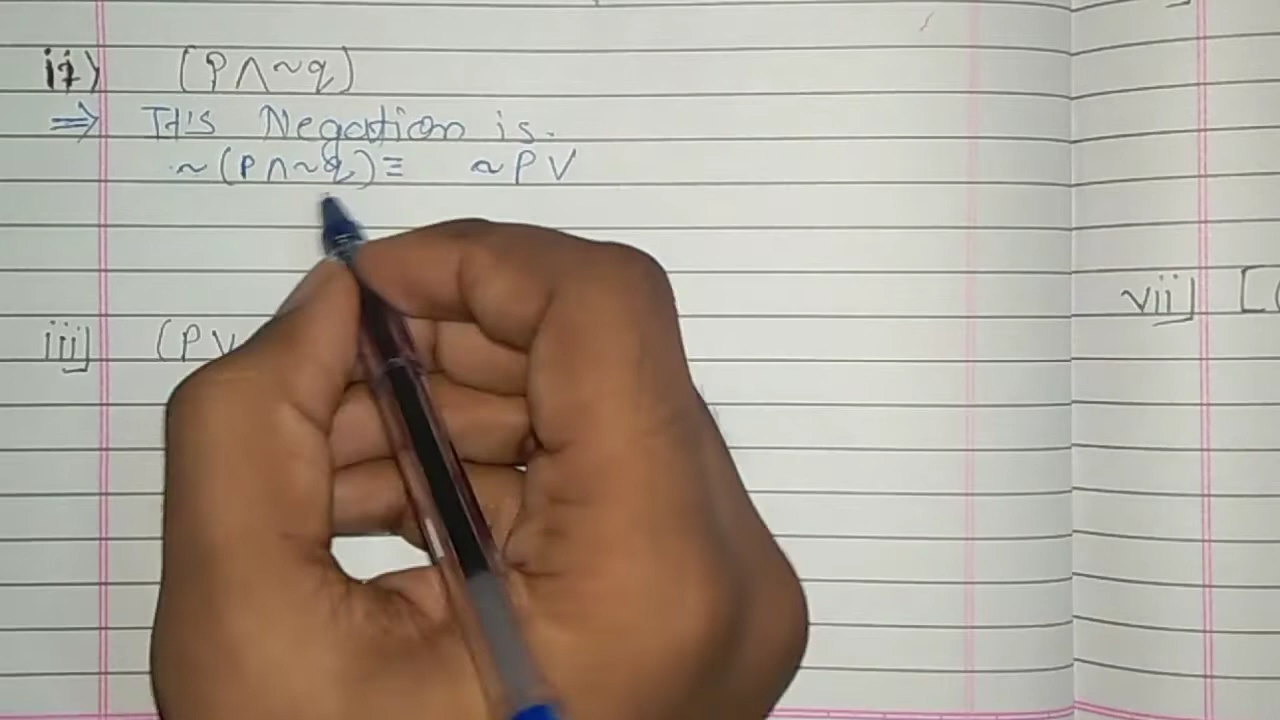 ii) (P∧~q)
⇒ It's Negation is.
~(P∧~q)≡ ~P∨
iii] (P∨
vii] [(